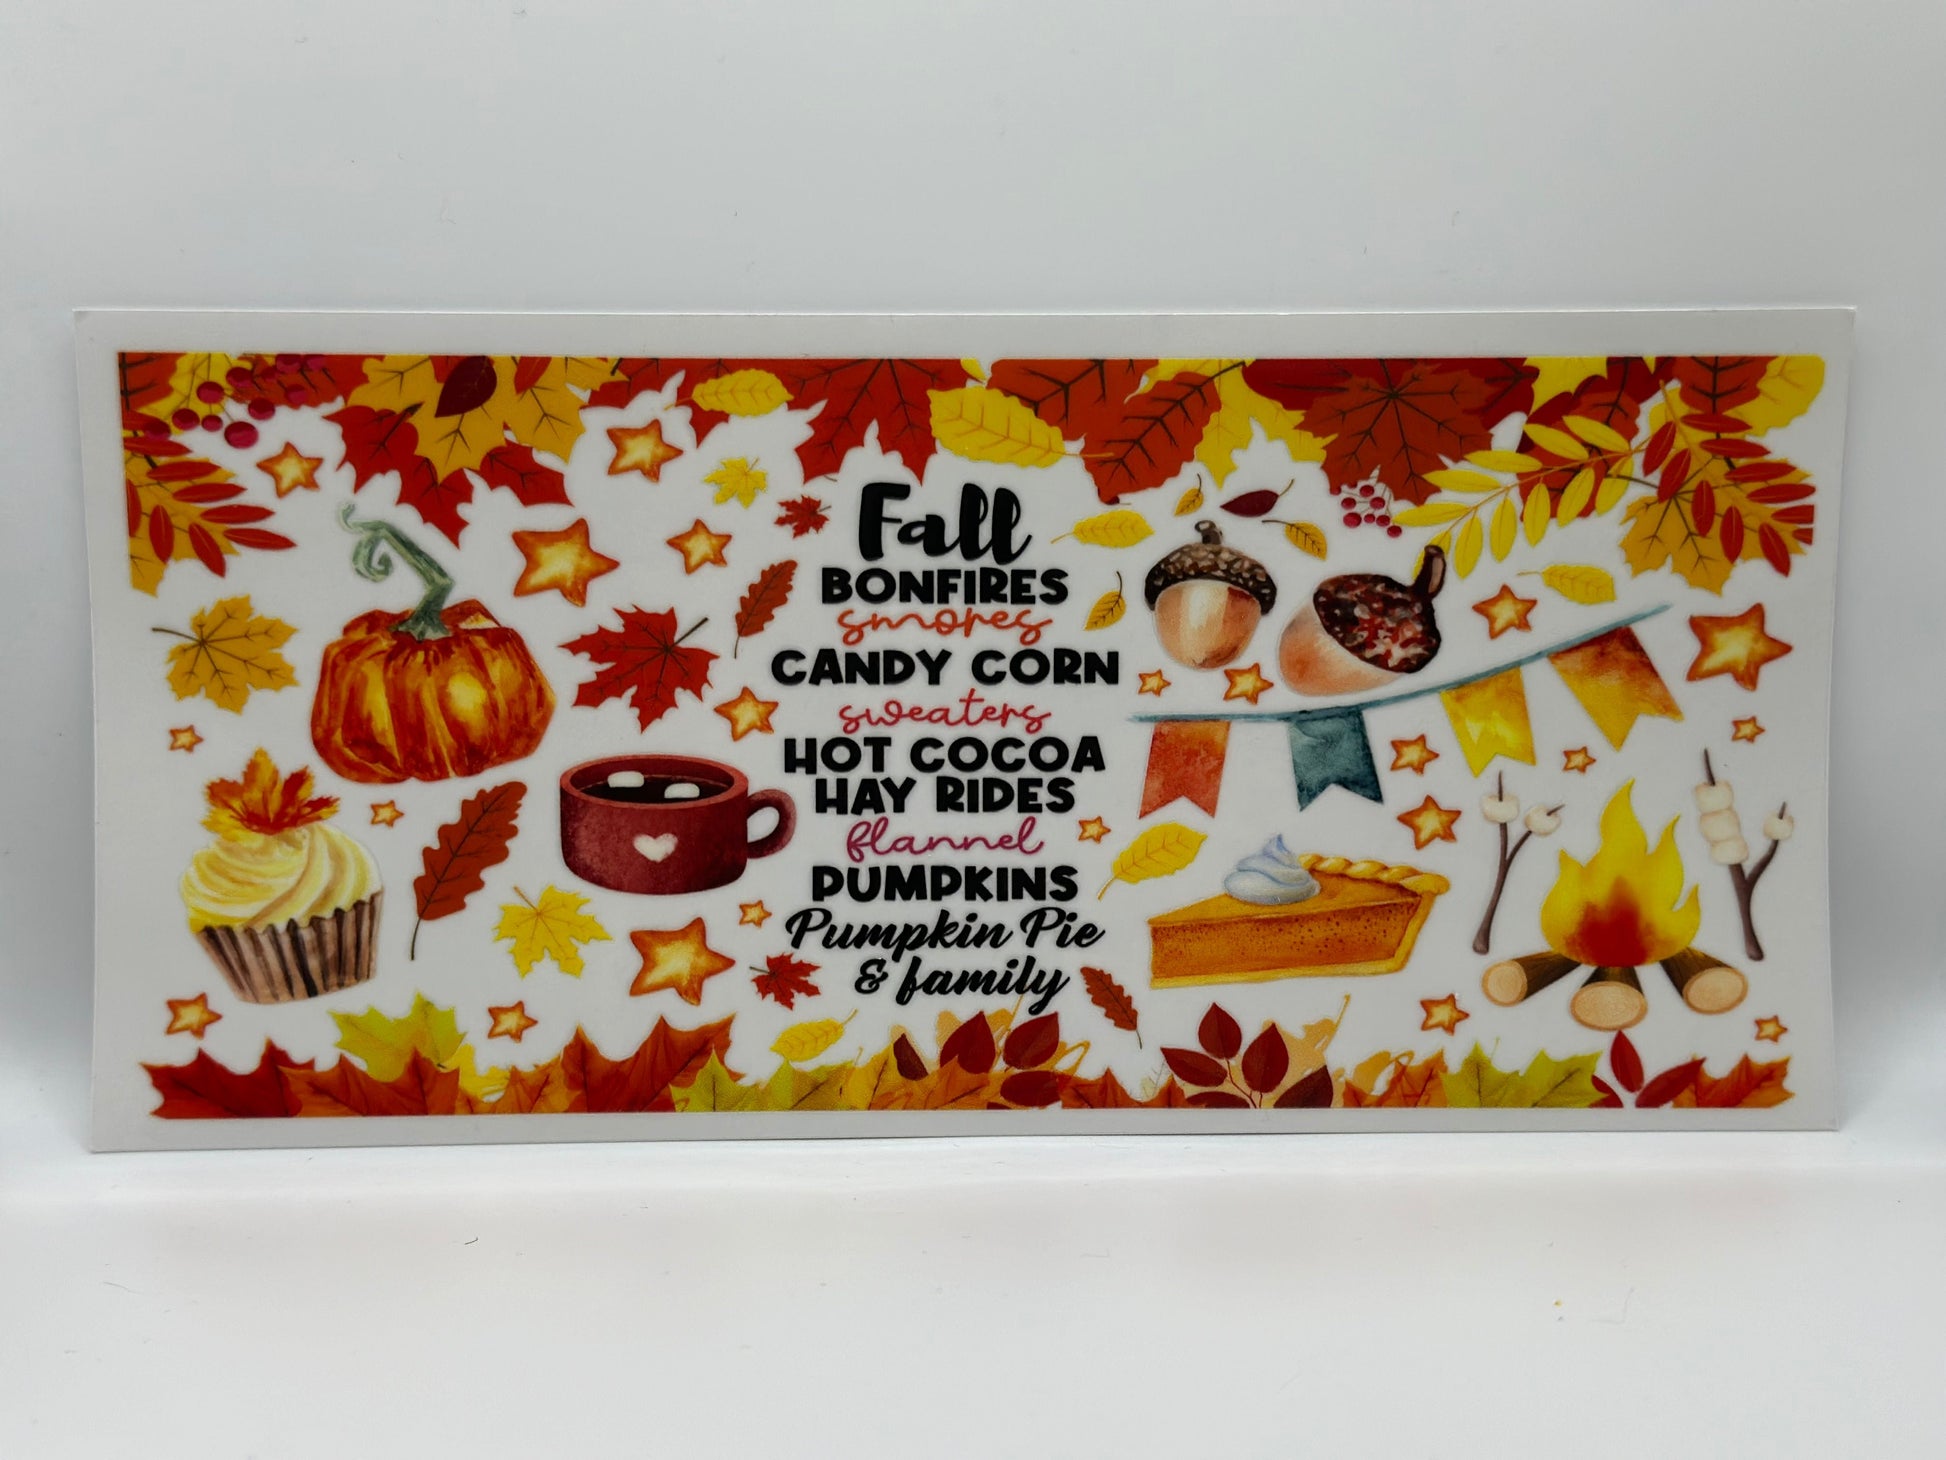 Fall
BONFIRES
smores
CANDY CORN
sweaters
HOT COCOA
HAY RIDES
flannel
PUMPKINS
Pumpkin Pie
& family